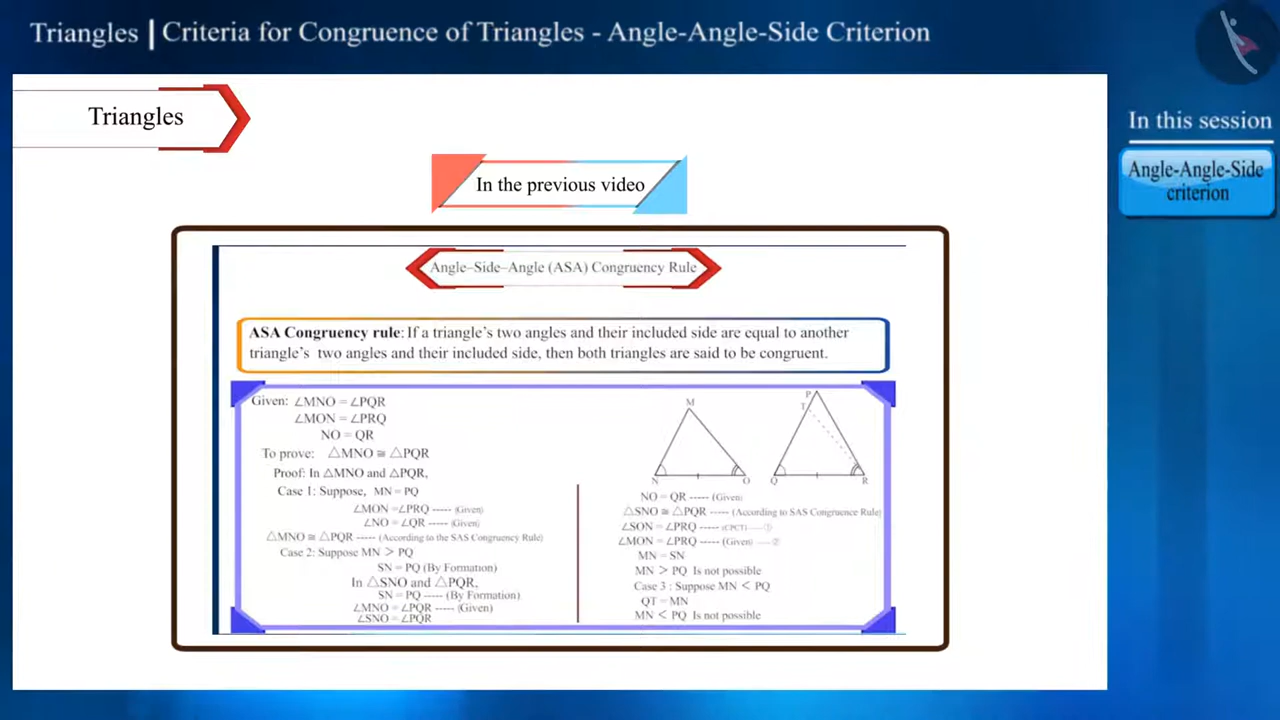 Triangles | Criteria for Congruence of Triangles - Angle-Angle-Side Criterion
In this session
Angle-Angle-Side
criterion
Triangles
In the previous video
Angle–Side–Angle (ASA) Congruency Rule
ASA Congruency rule: If a triangle's two angles and their included side are equal to another
triangle's two angles and their included side, then both triangles are said to be congruent.
Given: ∠MNO = ∠PQR
∠MON = ∠PRQ
NO = QR
To prove: △MNO ≅ △PQR
Proof: In △MNO and △PQR,
Case 1: Suppose, MN = PQ
∠MON = ∠PRQ ----- (Given)
∠NO = ∠QR ----- (Given)
△MNO ≅ △PQR ----- (According to the SAS Congruency Rule)
Case 2: Suppose MN > PQ
SN = PQ (By Formation)
In △SNO and △PQR,
SN = PQ ----- (By Formation)
∠MNO = ∠PQR ----- (Given)
∠SNO = ∠PQR
M
N
O
P
T
Q
R
NO = QR ----- (Given)
△SNO ≅ △PQR ----- (According to SAS Congruence Rule)
∠SON = ∠PRQ ----- (CPCT) ----①
∠MON = ∠PRQ ----- (Given) ----②
MN = SN
MN > PQ Is not possible
Case 3 : Suppose MN < PQ
QT = MN
MN < PQ Is not possible